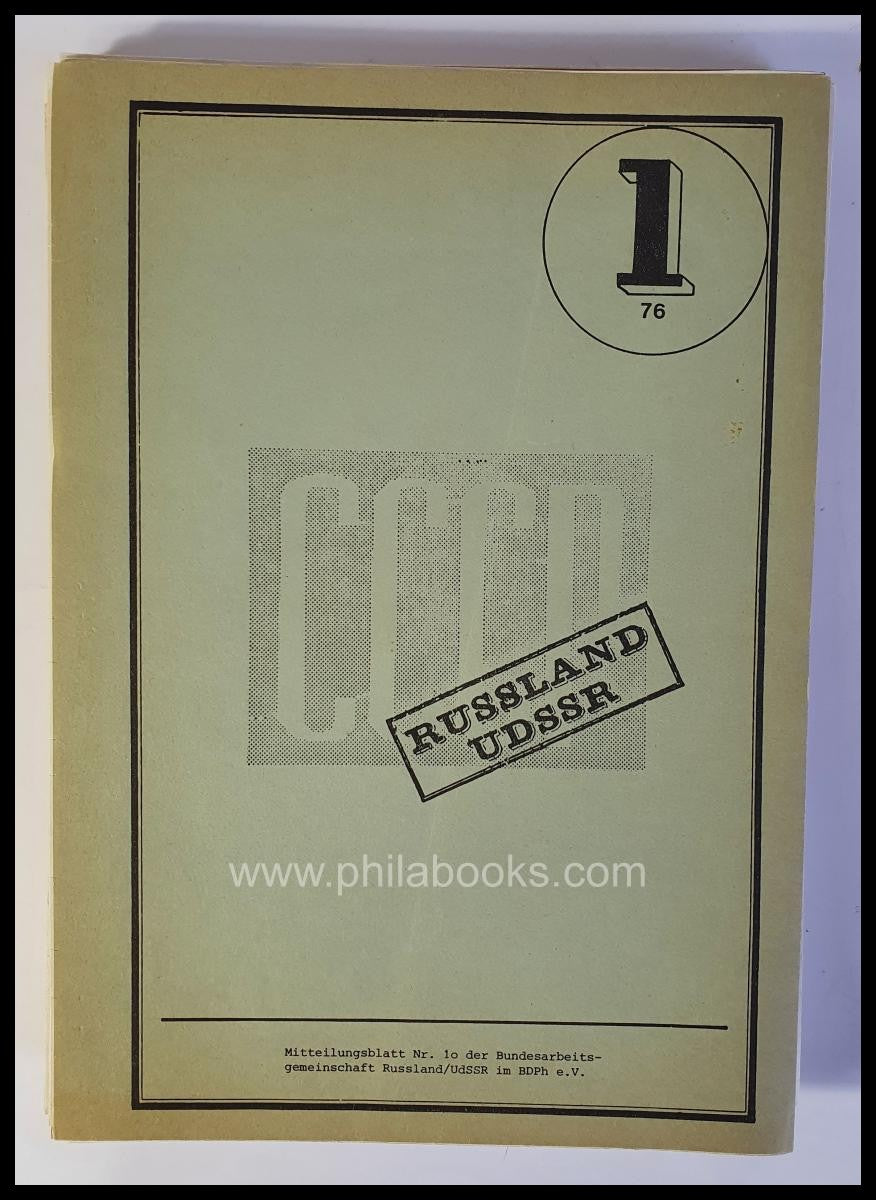 1
76
СССР
RUSSLAND
UDSSR
www.philabooks.com
Mitteilungsblatt Nr. 1o der Bundesarbeits-
gemeinschaft Russland/UdSSR im BDPh e.V.